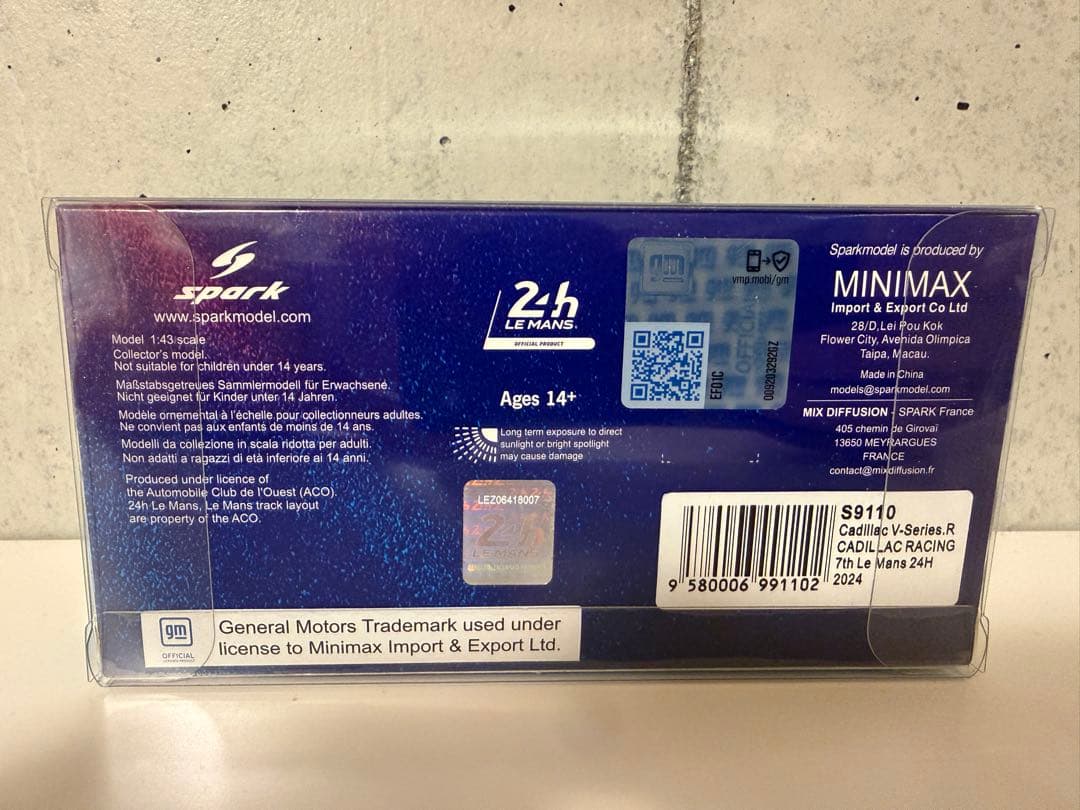 spark
www.sparkmodel.com
Model 1:43 scale
Collector's model.
Not suitable for children under 14 years.
Maßstabsgetreues Sammlermodell für Erwachsene.
Nicht geeignet für Kinder unter 14 Jahren.
Modèle ornemental à l'échelle pour collectionneurs adultes.
Ne convient pas aux enfants de moins de 14 ans.
Modelli da collezione in scala ridotta per adulti.
Non adatti a ragazzi di età inferiore ai 14 anni.
Produced under licence of
the Automobile Club de l'Ouest (ACO).
24h Le Mans, Le Mans track layout
are property of the ACO.
24h
LE MANS
OFFICIAL PRODUCT
Ages 14+
Long term exposure to direct
sunlight or bright spotlight
may cause damage
LEZ06418007
24h
LE MANS
gm
vmp.mobi/gm
OFFICIAL
EF01C
009203292GZ
Sparkmodel is produced by
MINIMAX
Import & Export Co Ltd
28/D,Lei Pou Kok
Flower City, Avenida Olimpica
Taipa, Macau.
Made in China
models@sparkmodel.com
MIX DIFFUSION - SPARK France
405 chemin de Girovaï
13650 MEYRARGUES
FRANCE
contact@mixdiffusion.fr
S9110
Cadillac V-Series.R
CADILLAC RACING
7th Le Mans 24H
2024
9 580006 991102
gm
OFFICIAL
General Motors Trademark used under
license to Minimax Import & Export Ltd.